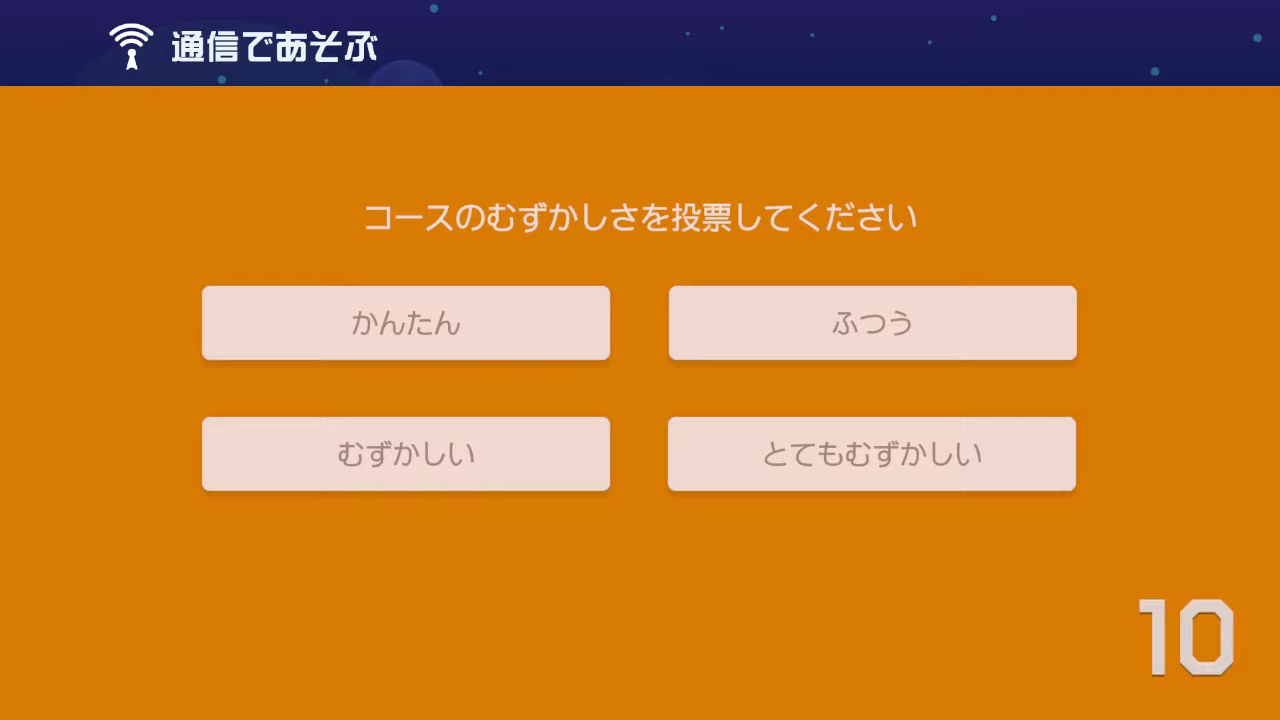 通信であそぶ
コースのむずかしさを投票してください
かんたん
ふつう
むずかしい
とてもむずかしい
10